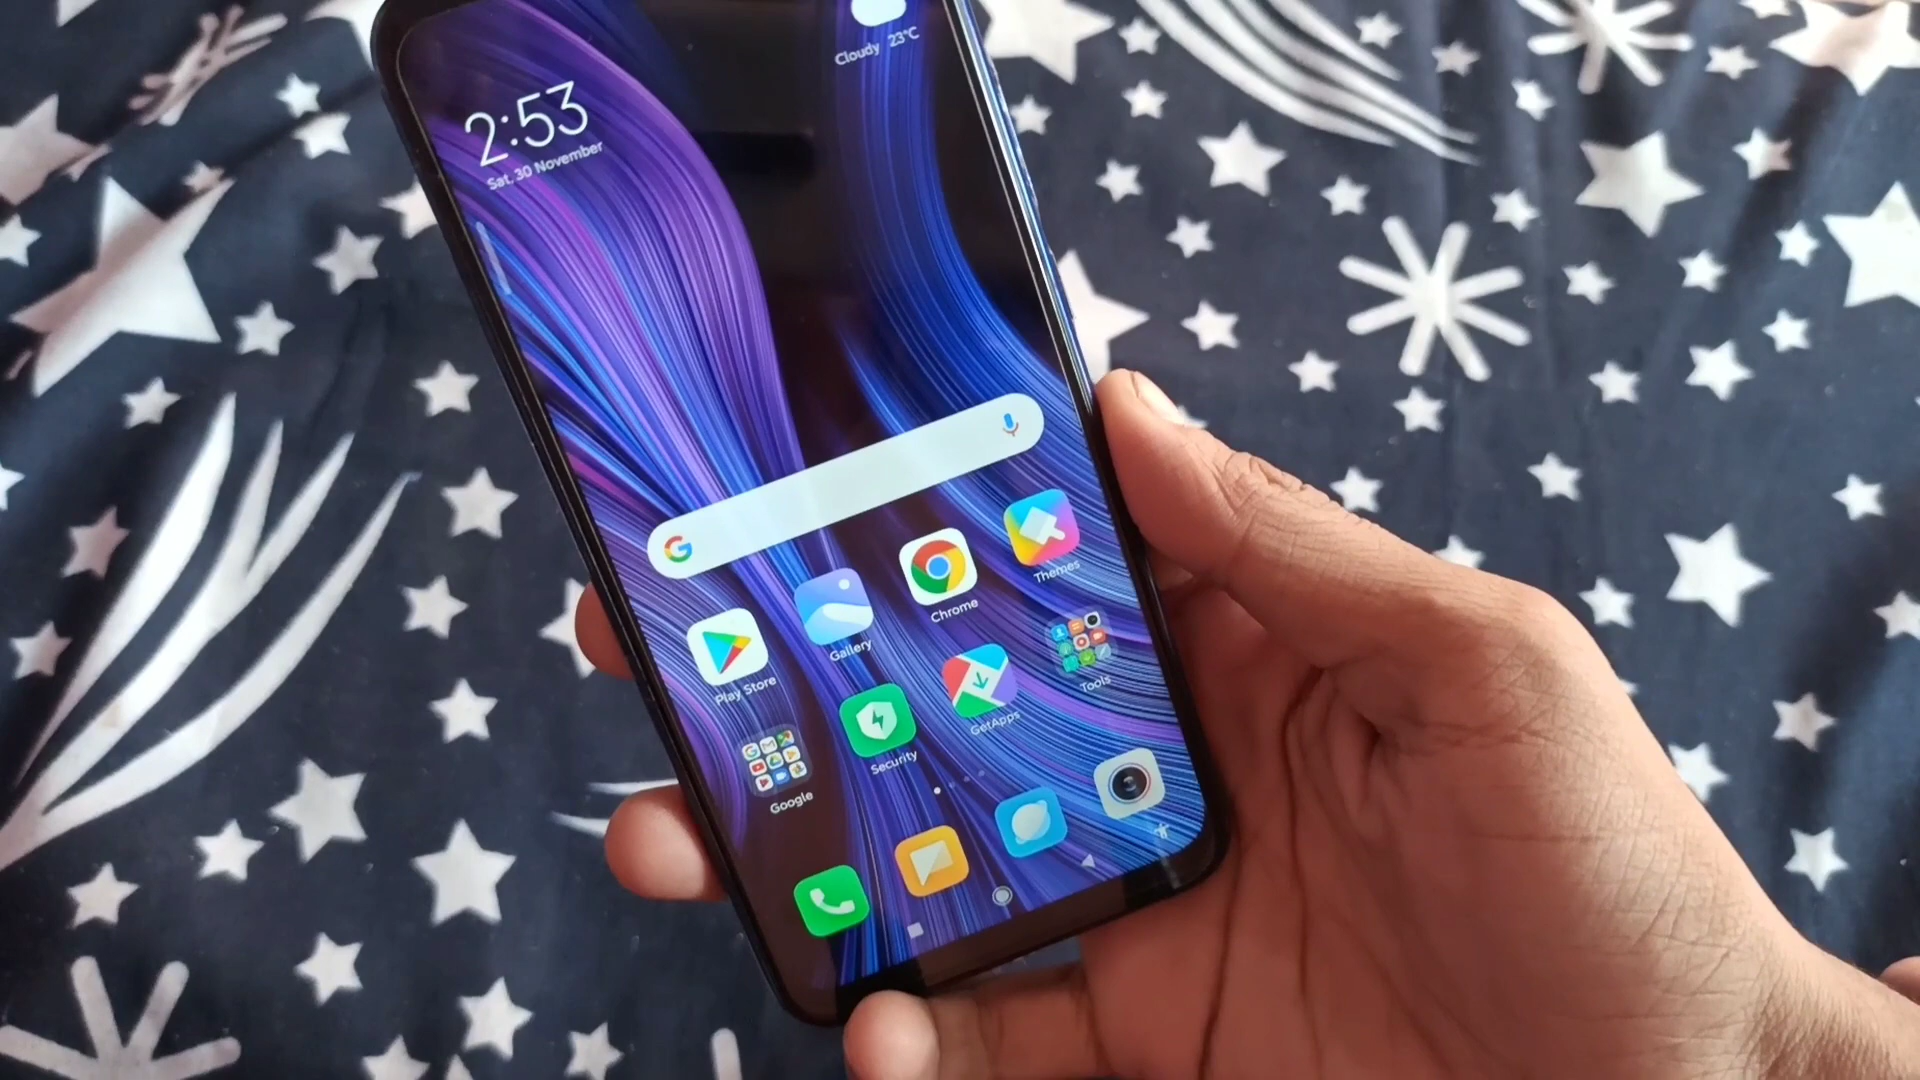 Cloudy 23°C
2:53
Sat, 30 November
Themes
Chrome
Gallery
Play Store
Tools
GetApps
Security
Google